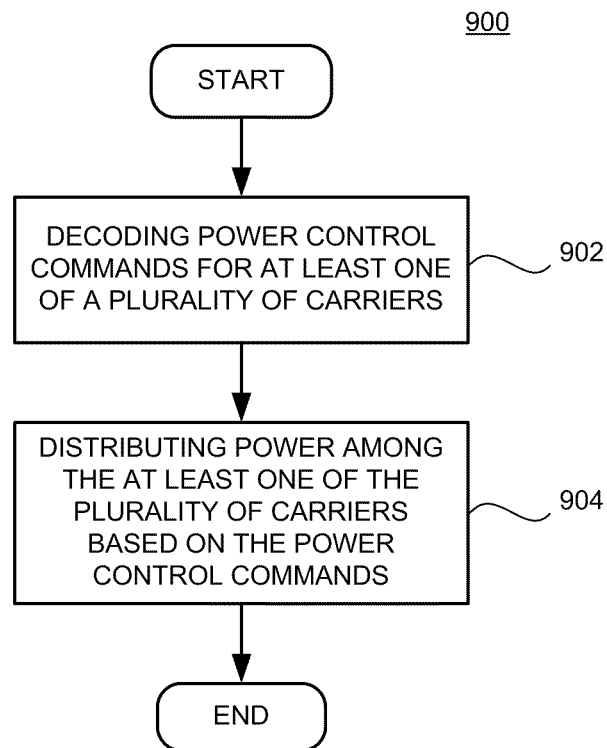 900
START
DECODING POWER CONTROL
COMMANDS FOR AT LEAST ONE
OF A PLURALITY OF CARRIERS
902
DISTRIBUTING POWER AMONG
THE AT LEAST ONE OF THE
PLURALITY OF CARRIERS
BASED ON THE POWER
CONTROL COMMANDS
904
END